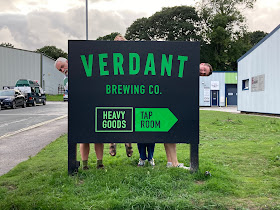 VERDANT
BREWING CO.
HEAVY GOODS
TAP ROOM